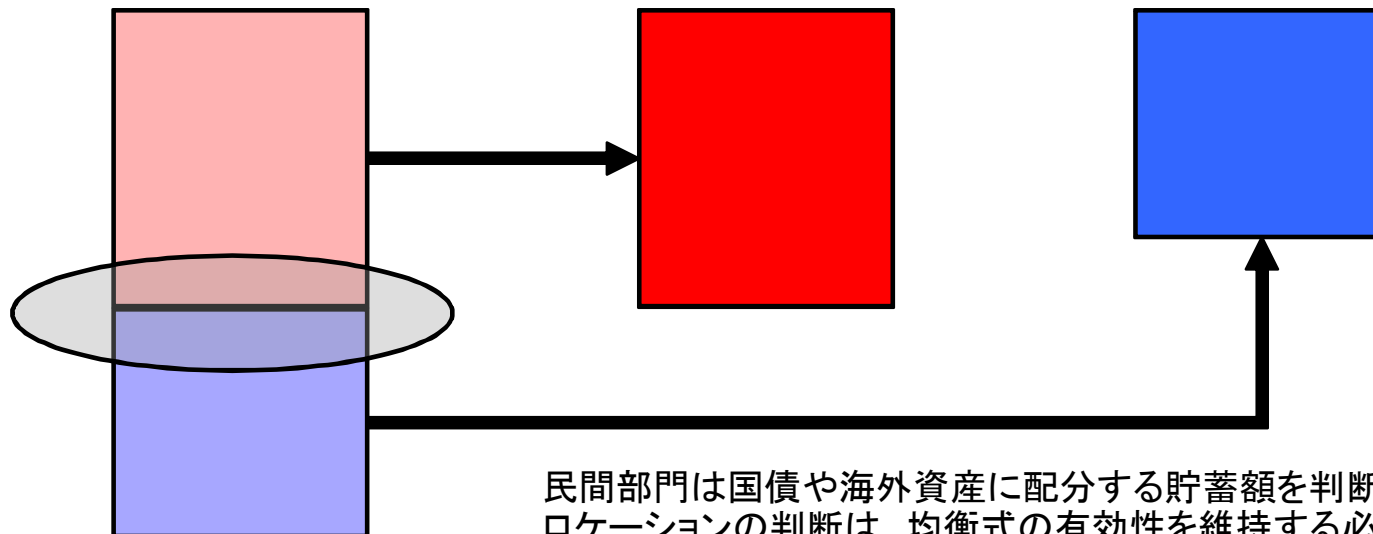 民間部門は国債や海外資産に配分する貯蓄額を判断
ロケーションの判断は、均衡式の有効性を維持する必